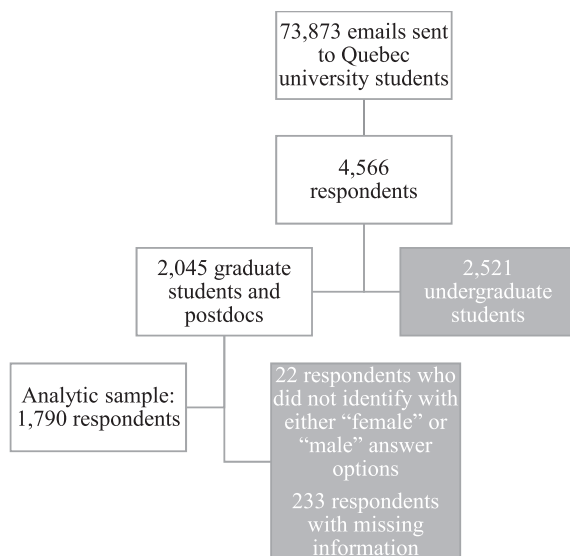 73,873 emails sent
to Quebec
university students
4,566
respondents
2,045 graduate
students and
postdocs
2,521
undergraduate
students
Analytic sample:
1,790 respondents
22 respondents who
did not identify with
either “female” or
“male” answer
options
233 respondents
with missing
information